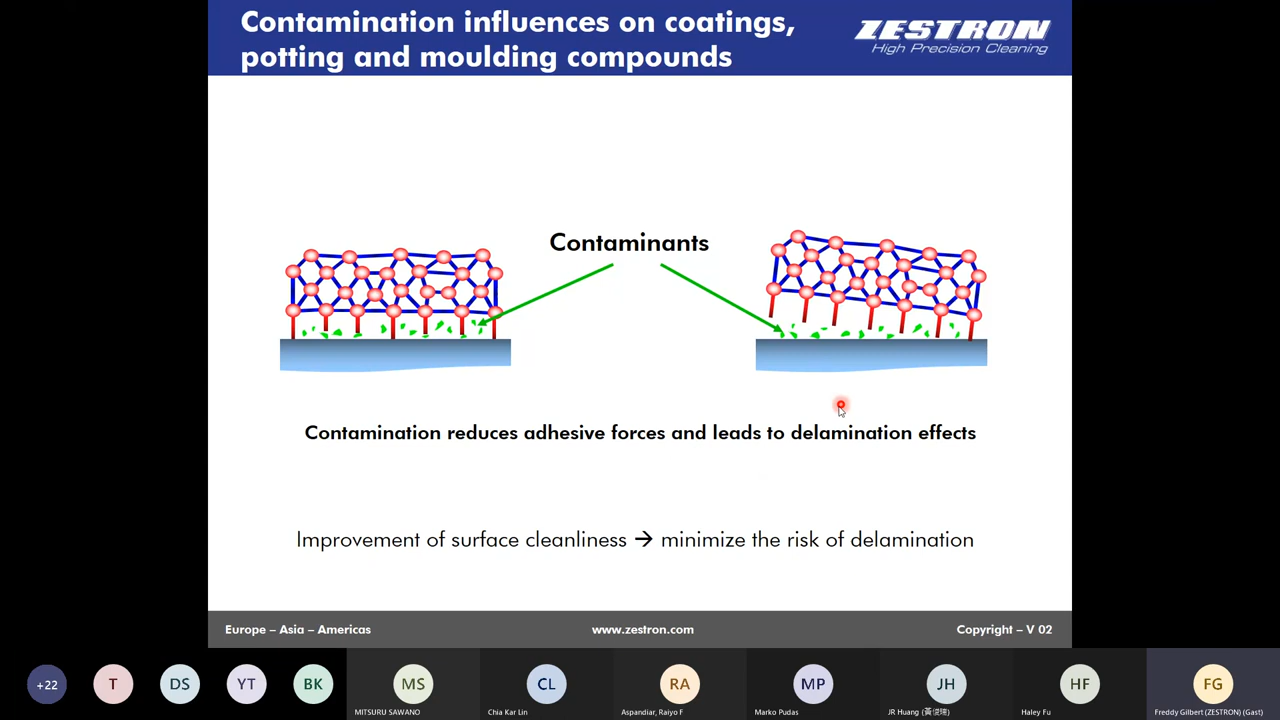 Contamination influences on coatings,
potting and moulding compounds
ZESTRON
High Precision Cleaning
Contaminants
Contamination reduces adhesive forces and leads to delamination effects
Improvement of surface cleanliness → minimize the risk of delamination
Europe – Asia – Americas
www.zestron.com
Copyright – V 02
+22
T
DS
YT
BK
MS
CL
RA
MP
JH
HF
FG
MITSURU SAWANO
Chia Kar Lin
Aspandiar, Raiyo F
Marko Pudas
JR Huang
Haley Fu
Freddy Gilbert (ZESTRON) (Gast)